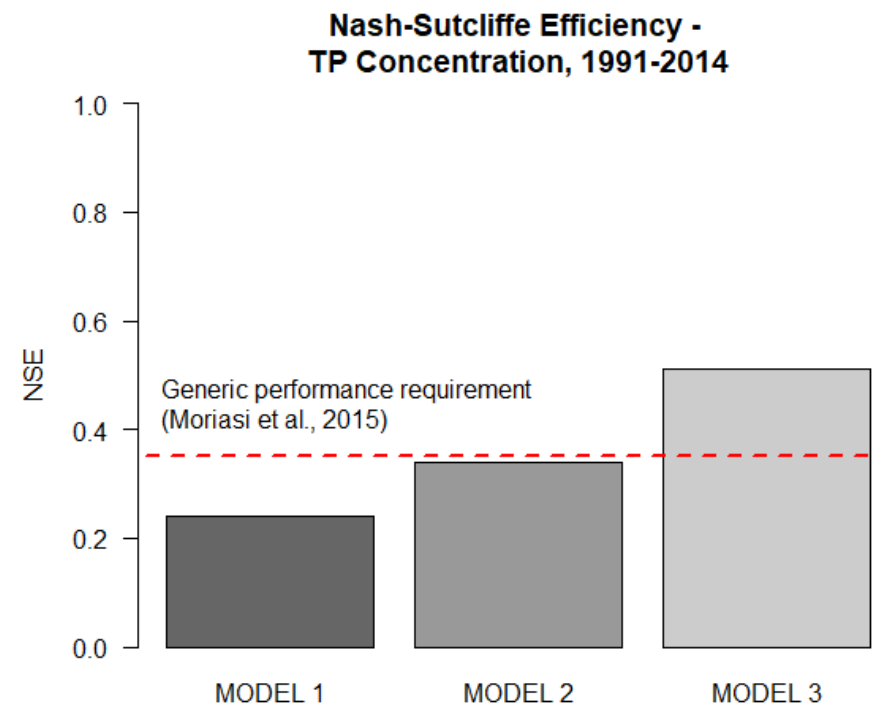 Nash-Sutcliffe Efficiency -
TP Concentration, 1991-2014
1.0
0.8
0.6
0.4
0.2
0.0
NSE
Generic performance requirement
(Moriasi et al., 2015)
MODEL 1
MODEL 2
MODEL 3